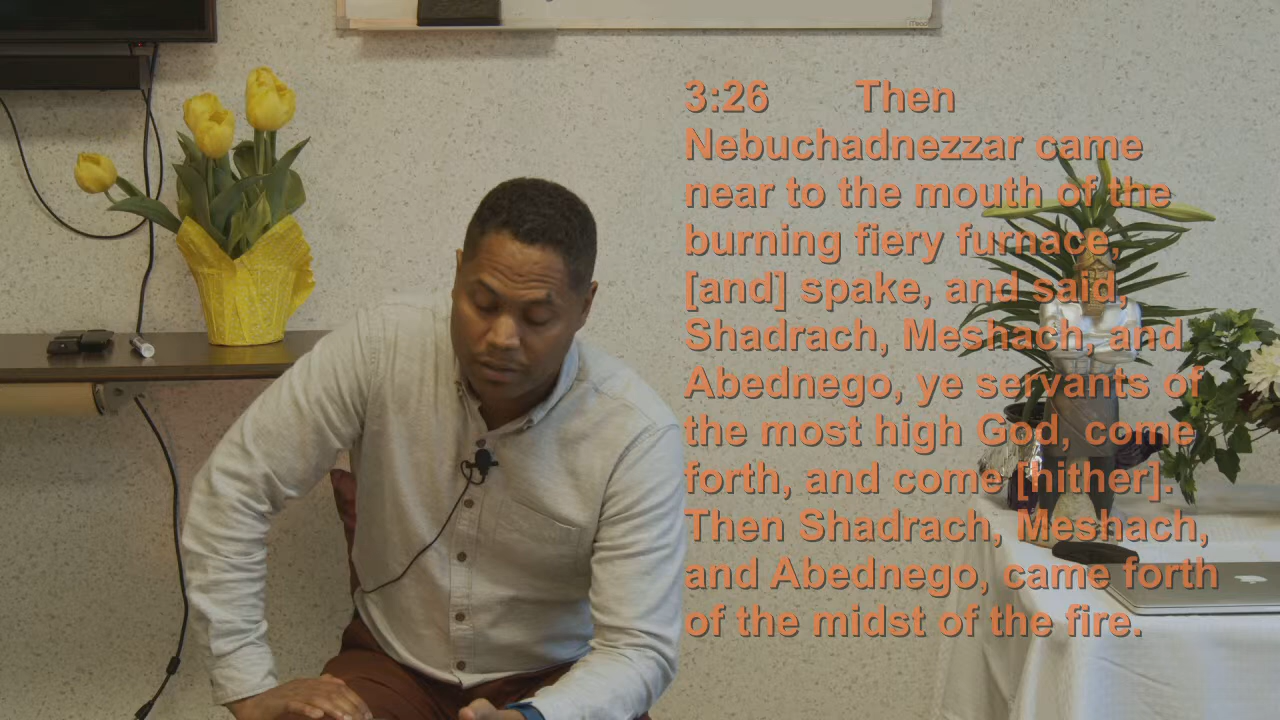 3:26 Then
Nebuchadnezzar came
near to the mouth of the
burning fiery furnace,
[and] spake, and said,
Shadrach, Meshach, and
Abednego, ye servants of
the most high God, come
forth, and come [hither].
Then Shadrach, Meshach,
and Abednego, came forth
of the midst of the fire.